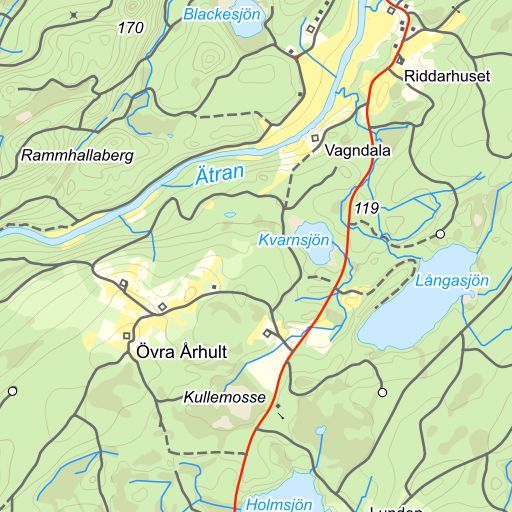 Blackesjön
170
Riddarhuset
Rammhallaberg
Vagndala
Ätran
119
Kvarnsjön
Långasjön
Övra Århult
Kullemosse
Holmsjön